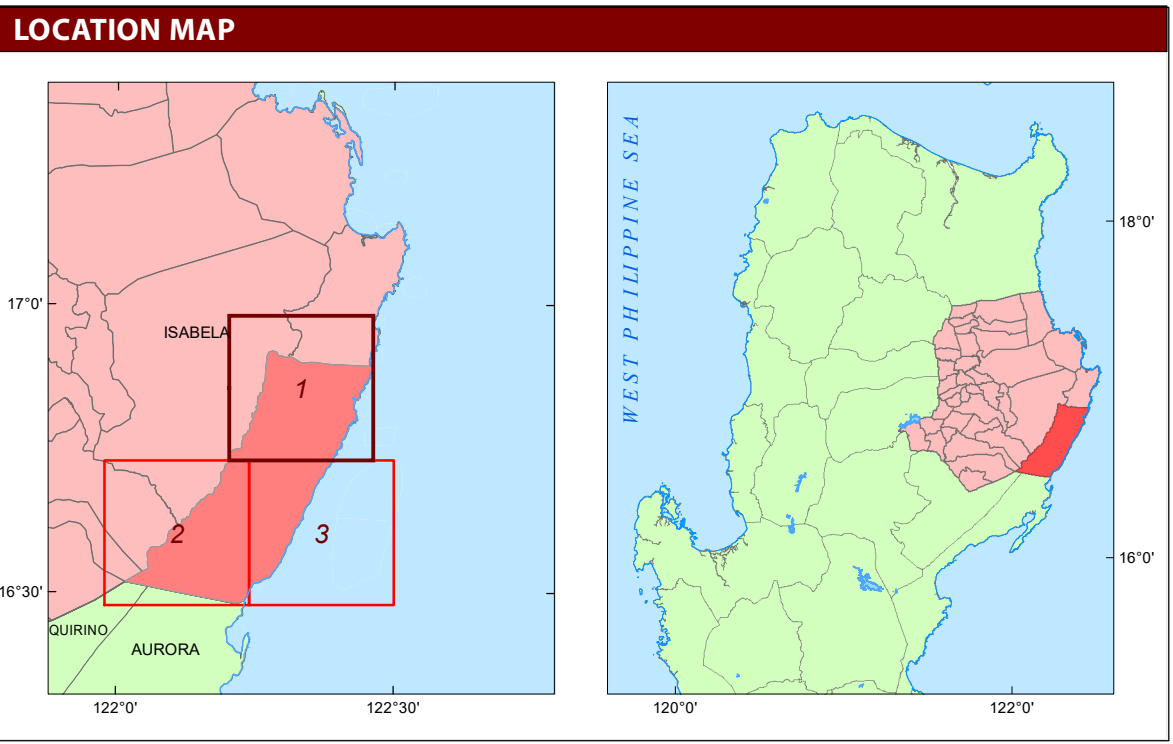 LOCATION MAP
17°0'
ISABELA
1
2
3
16°30'
QUIRINO
AURORA
122°0'
122°30'
WEST PHILIPPINE SEA
18°0'
16°0'
120°0'
122°0'